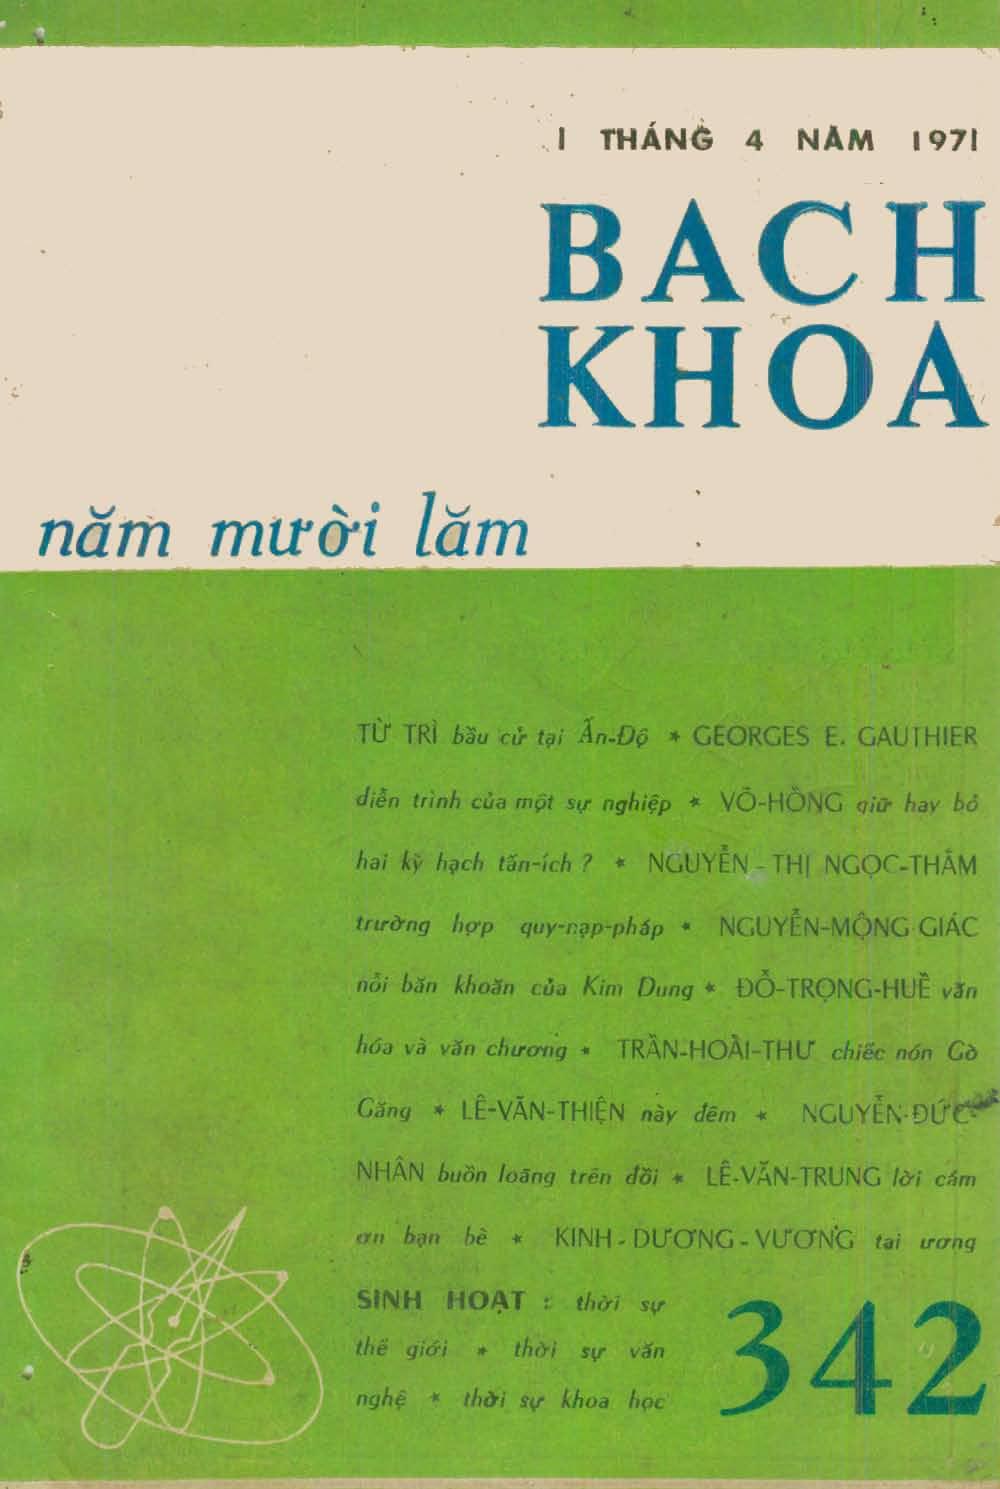 1 THÁNG 4 NĂM 1971
BACH
KHOA
năm mười lăm
TỪ TRÌ bầu cử tại Ấn-Độ * GEORGES E. GAUTHIER
diễn trình của một sự nghiệp * VÕ-HỒNG giữ hay bỏ
hai kỳ hạch tấn-ích ? * NGUYỄN-THỊ NGỌC-THẮM
trường hợp quy-nạp-pháp * NGUYỄN-MỘNG GIÁC
nỗi băn khoăn của Kim Dung * ĐỖ-TRỌNG-HUỀ văn
hóa và văn chương * TRẦN-HOÀI-THƯ chiếc nón Gò
Găng * LÊ-VĂN-THIỆN này đêm * NGUYỄN-ĐỨC-
NHÂN buồn loãng trên đồi * LÊ-VĂN-TRUNG lời cám
ơn bạn bè * KINH-DƯƠNG-VƯƠNG tai ương
SINH HOẠT : thời sự
thế giới * thời sự văn
nghệ * thời sự khoa học
342